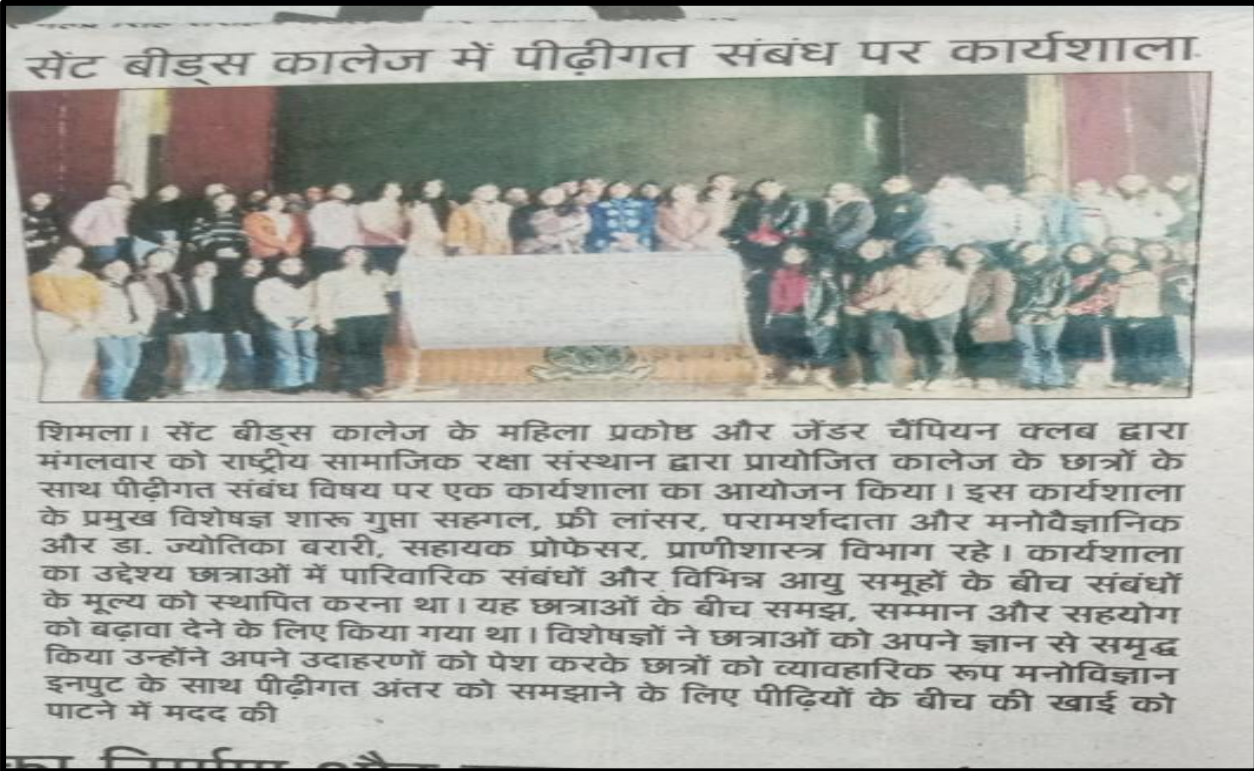 सेंट बीड्स कालेज में पीढ़ीगत संबंध पर कार्यशाला
शिमला। सेंट बीड्स कालेज के महिला प्रकोष्ठ और जेंडर चैंपियन क्लब द्वारा
मंगलवार को राष्ट्रीय सामाजिक रक्षा संस्थान द्वारा प्रायोजित कालेज के छात्रों के
साथ पीढ़ीगत संबंध विषय पर एक कार्यशाला का आयोजन किया। इस कार्यशाला
के प्रमुख विशेषज्ञ शारू गुप्ता सहगल, फ्री लांसर, परामर्शदाता और मनोवैज्ञानिक
और डा. ज्योतिका बरारी, सहायक प्रोफेसर, प्राणीशास्त्र विभाग रहे। कार्यशाला
का उद्देश्य छात्राओं में पारिवारिक संबंधों और विभिन्न आयु समूहों के बीच संबंधों
के मूल्य को स्थापित करना था। यह छात्राओं के बीच समझ, सम्मान और सहयोग
को बढ़ावा देने के लिए किया गया था। विशेषज्ञों ने छात्राओं को अपने ज्ञान से समृद्ध
किया उन्होंने अपने उदाहरणों को पेश करके छात्रों को व्यावहारिक रूप मनोविज्ञान
इनपुट के साथ पीढ़ीगत अंतर को समझाने के लिए पीढ़ियों के बीच की खाई को
पाटने में मदद की